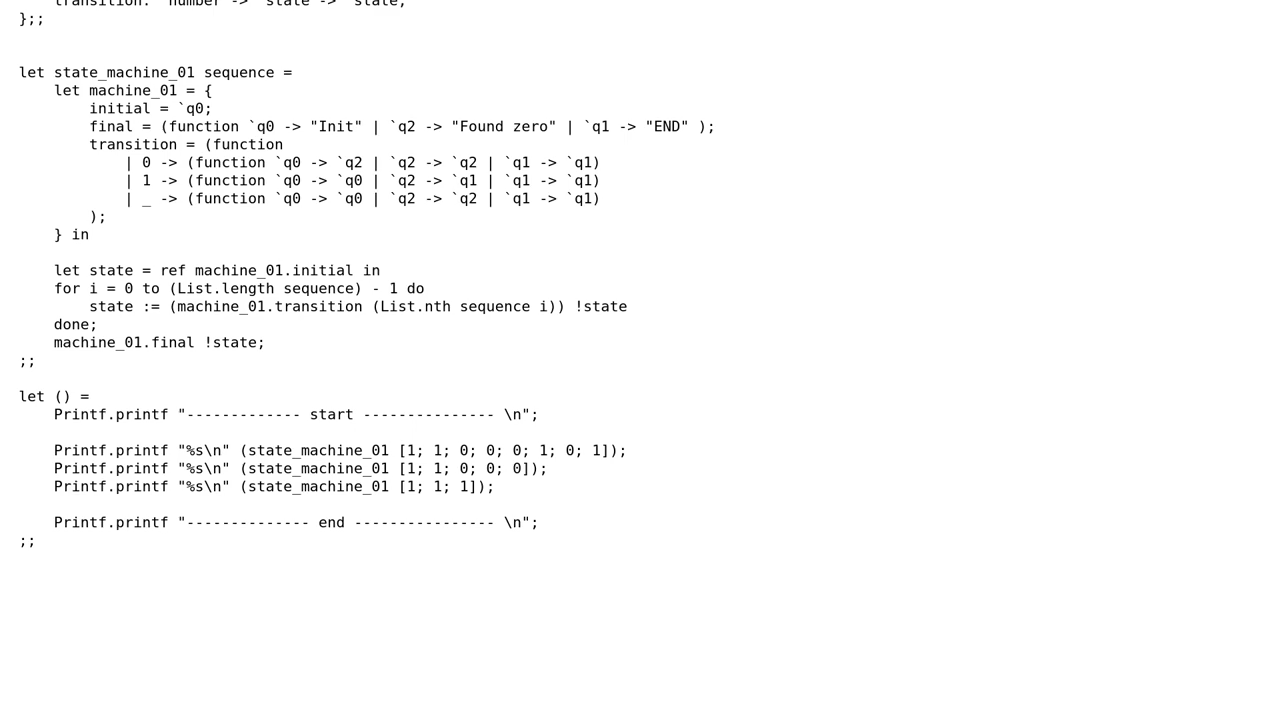 transition: 'number -> 'state -> 'state;
};;
let state_machine_01 sequence =
    let machine_01 = {
        initial = `q0;
        final = (function `q0 -> "Init" | `q2 -> "Found zero" | `q1 -> "END" );
        transition = (function
            | 0 -> (function `q0 -> `q2 | `q2 -> `q2 | `q1 -> `q1)
            | 1 -> (function `q0 -> `q0 | `q2 -> `q1 | `q1 -> `q1)
            | _ -> (function `q0 -> `q0 | `q2 -> `q2 | `q1 -> `q1)
        );
    } in
    let state = ref machine_01.initial in
    for i = 0 to (List.length sequence) - 1 do
        state := (machine_01.transition (List.nth sequence i)) !state
    done;
    machine_01.final !state;
;;
let () =
    Printf.printf "------------- start --------------- \n";
    Printf.printf "%s\n" (state_machine_01 [1; 1; 0; 0; 0; 1; 0; 1]);
    Printf.printf "%s\n" (state_machine_01 [1; 1; 0; 0; 0]);
    Printf.printf "%s\n" (state_machine_01 [1; 1; 1]);
    Printf.printf "-------------- end ---------------- \n";
;;